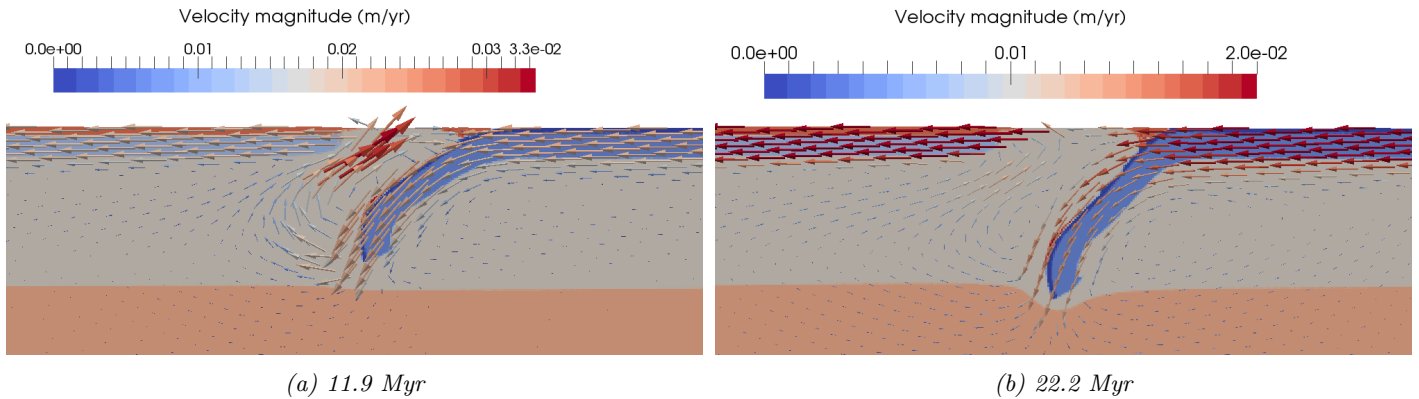 Velocity magnitude (m/yr)
0.0e+00 0.01 0.02 0.03 3.3e-02
(a) 11.9 Myr
Velocity magnitude (m/yr)
0.0e+00 0.01 2.0e-02
(b) 22.2 Myr